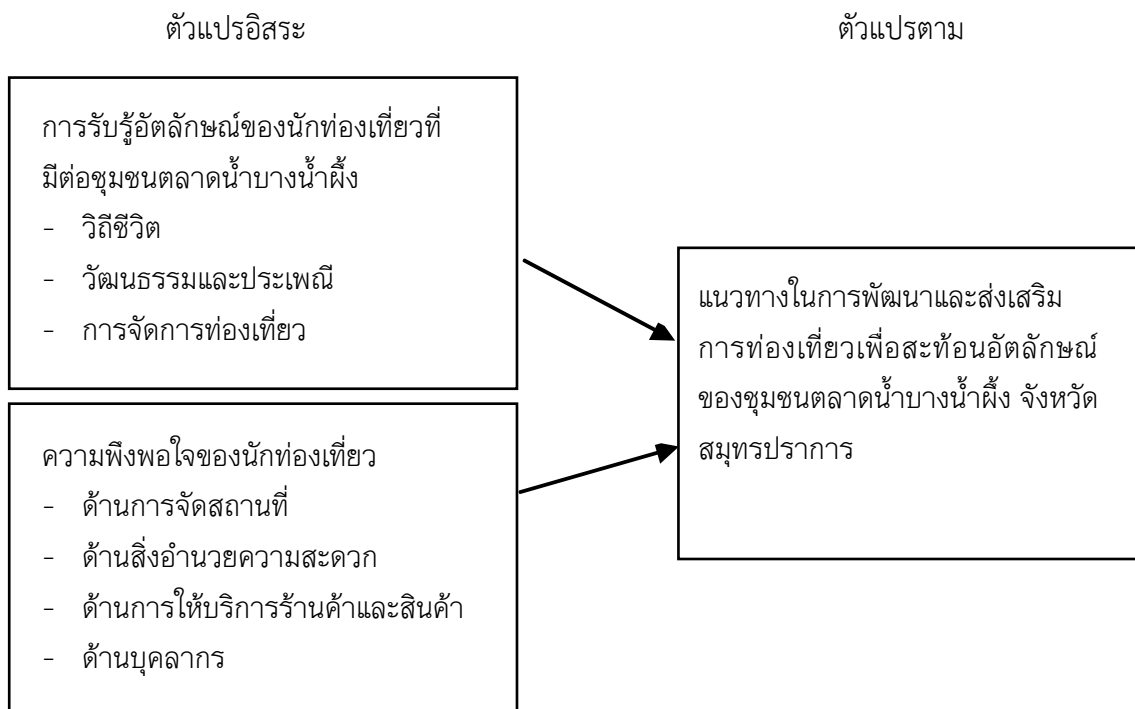 ตัวแปรอิสระ
ตัวแปรตาม
การรับรู้อัตลักษณ์ของนักท่องเที่ยวที่
มีต่อชุมชนตลาดน้ำบางน้ำผึ้ง
- วิถีชีวิต
- วัฒนธรรมและประเพณี
- การจัดการท่องเที่ยว
ความพึงพอใจของนักท่องเที่ยว
- ด้านการจัดสถานที่
- ด้านสิ่งอำนวยความสะดวก
- ด้านการให้บริการร้านค้าและสินค้า
- ด้านบุคลากร
แนวทางในการพัฒนาและส่งเสริม
การท่องเที่ยวเพื่อสะท้อนอัตลักษณ์
ของชุมชนตลาดน้ำบางน้ำผึ้ง จังหวัด
สมุทรปราการ